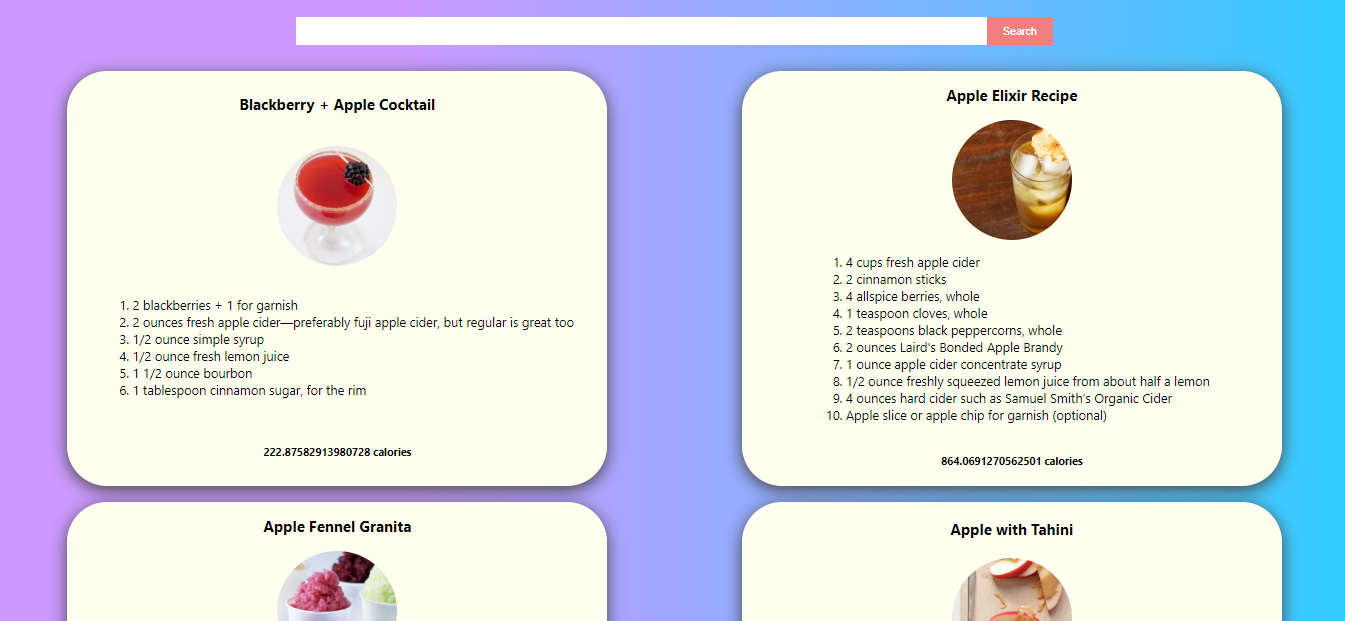 Search
Blackberry + Apple Cocktail
1. 2 blackberries + 1 for garnish
2. 2 ounces fresh apple cider—preferably fuji apple cider, but regular is great too
3. 1/2 ounce simple syrup
4. 1/2 ounce fresh lemon juice
5. 1 1/2 ounce bourbon
6. 1 tablespoon cinnamon sugar, for the rim
222.87582913980728 calories
Apple Elixir Recipe
1. 4 cups fresh apple cider
2. 2 cinnamon sticks
3. 4 allspice berries, whole
4. 1 teaspoon cloves, whole
5. 2 teaspoons black peppercorns, whole
6. 2 ounces Laird's Bonded Apple Brandy
7. 1 ounce apple cider concentrate syrup
8. 1/2 ounce freshly squeezed lemon juice from about half a lemon
9. 4 ounces hard cider such as Samuel Smith's Organic Cider
10. Apple slice or apple chip for garnish (optional)
864.0691270562501 calories
Apple Fennel Granita
Apple with Tahini